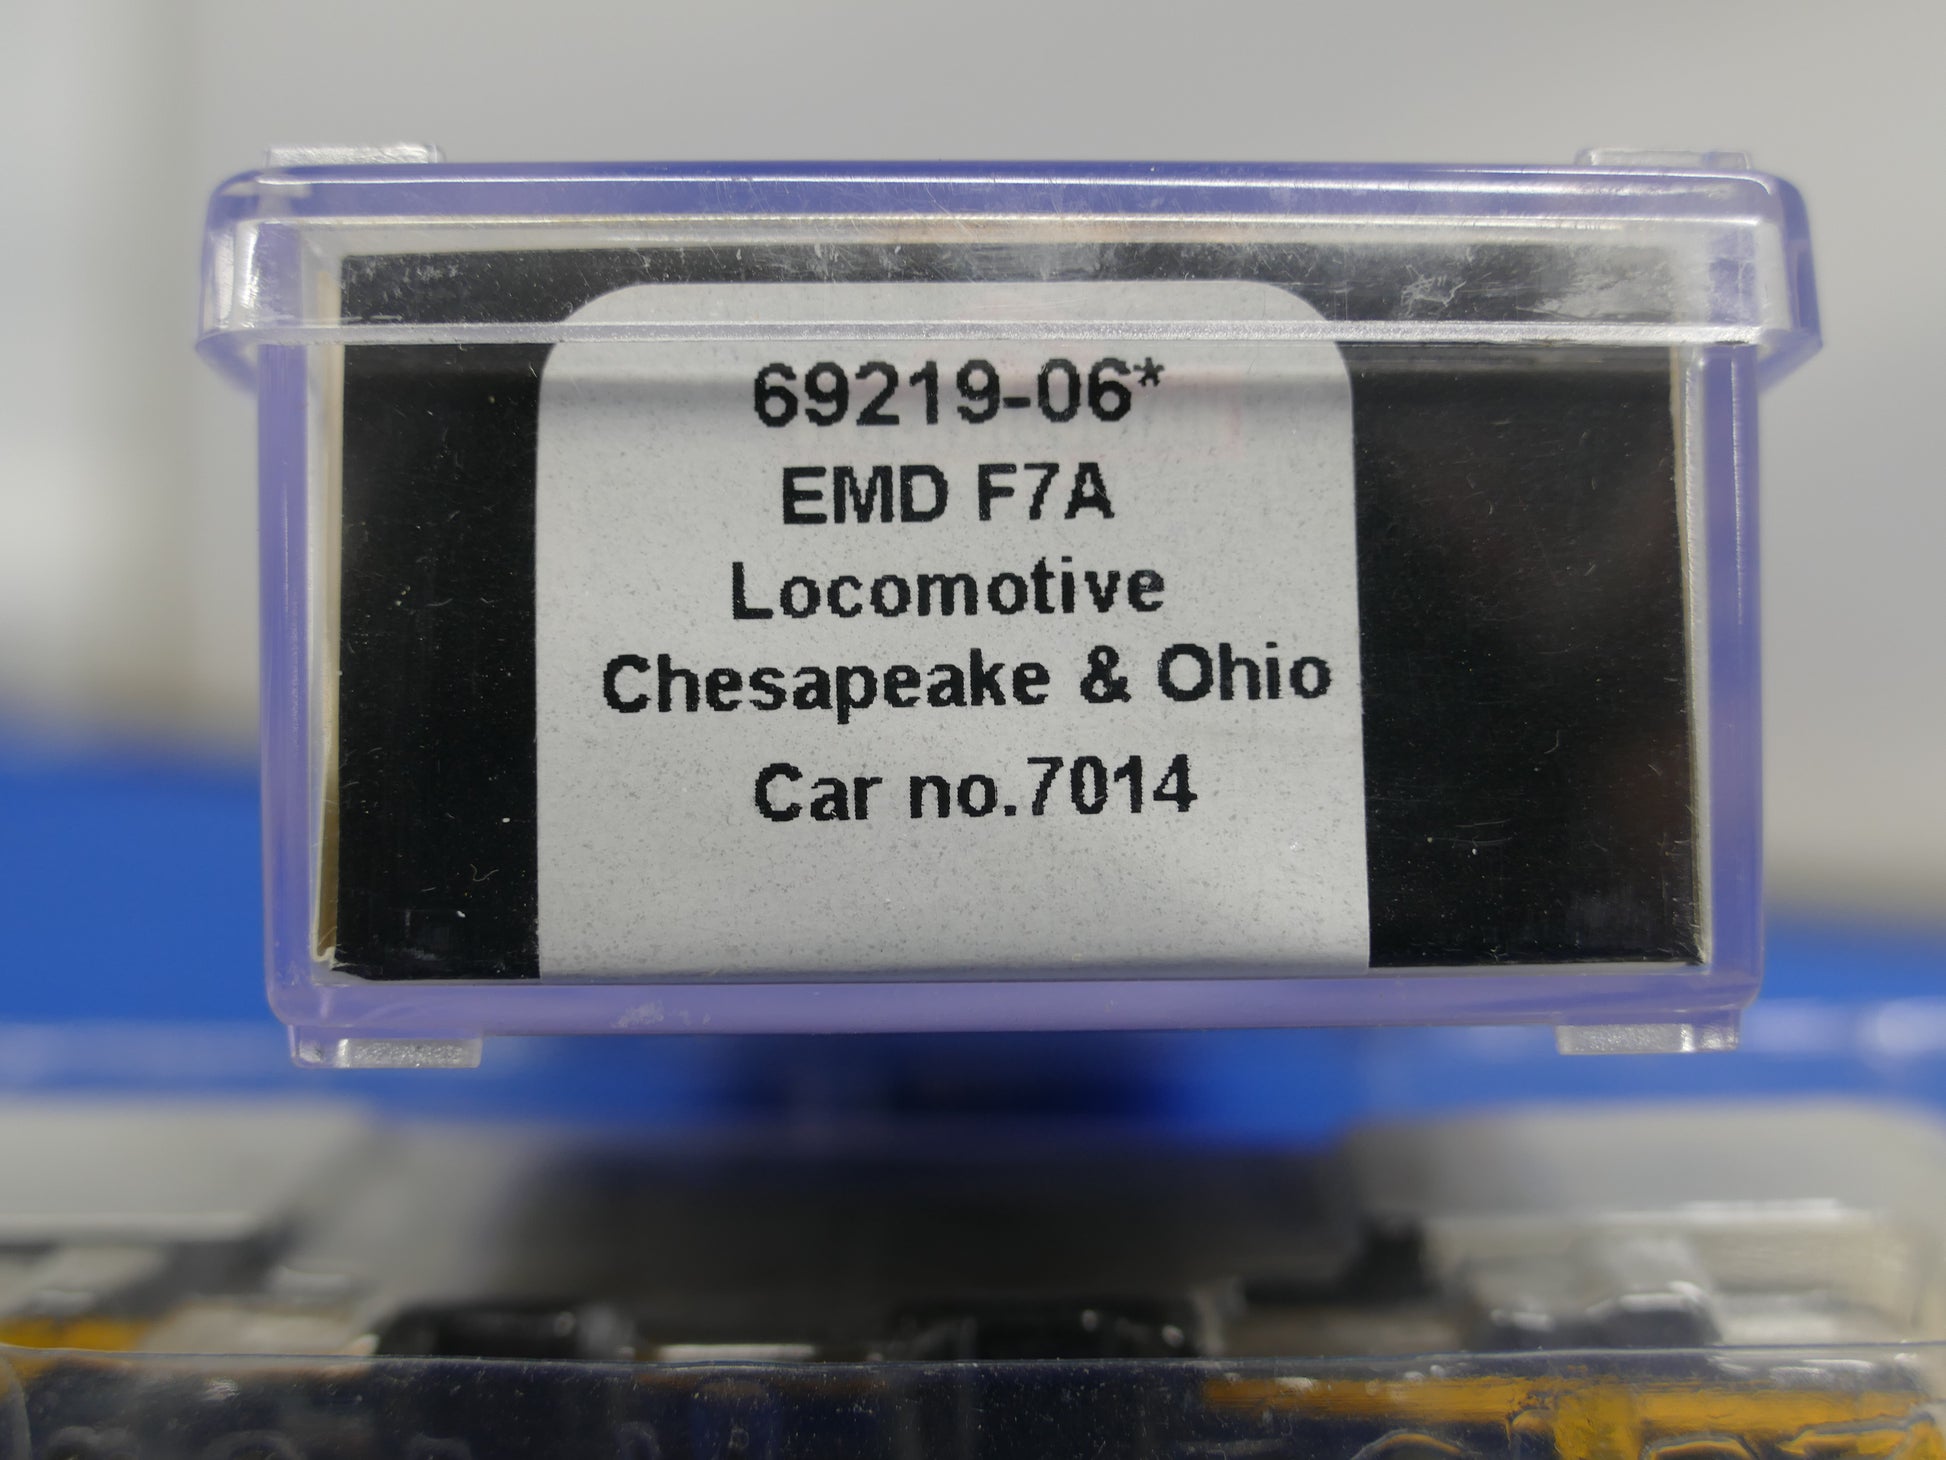 69219-06*
EMD F7A
Locomotive
Chesapeake & Ohio
Car no.7014